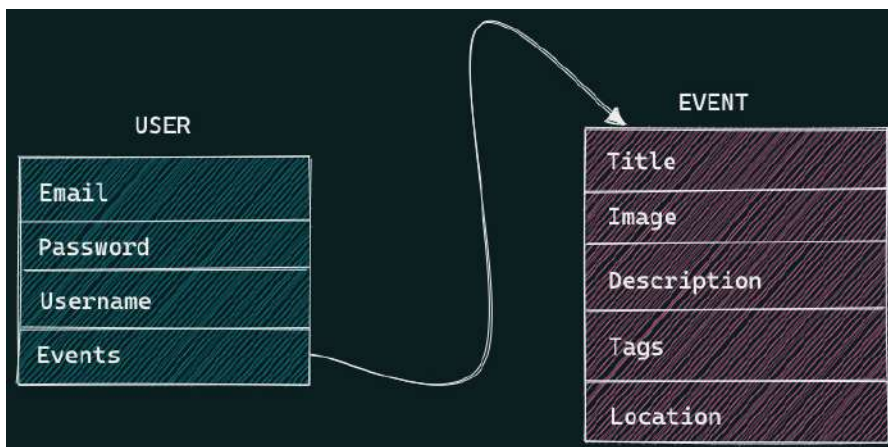 USER
Email
Password
Username
Events
EVENT
Title
Image
Description
Tags
Location